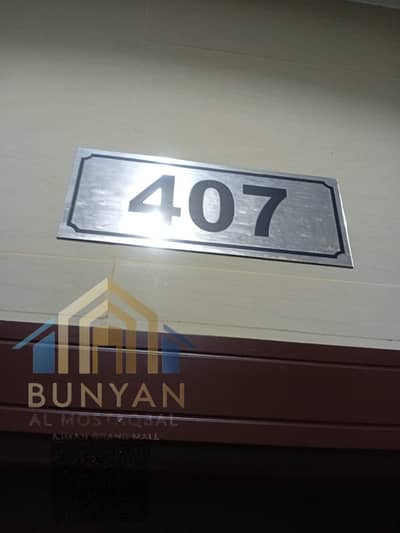 407
BUNYAN
AL MOSTAQBAL
AJMAN GRAND MALL